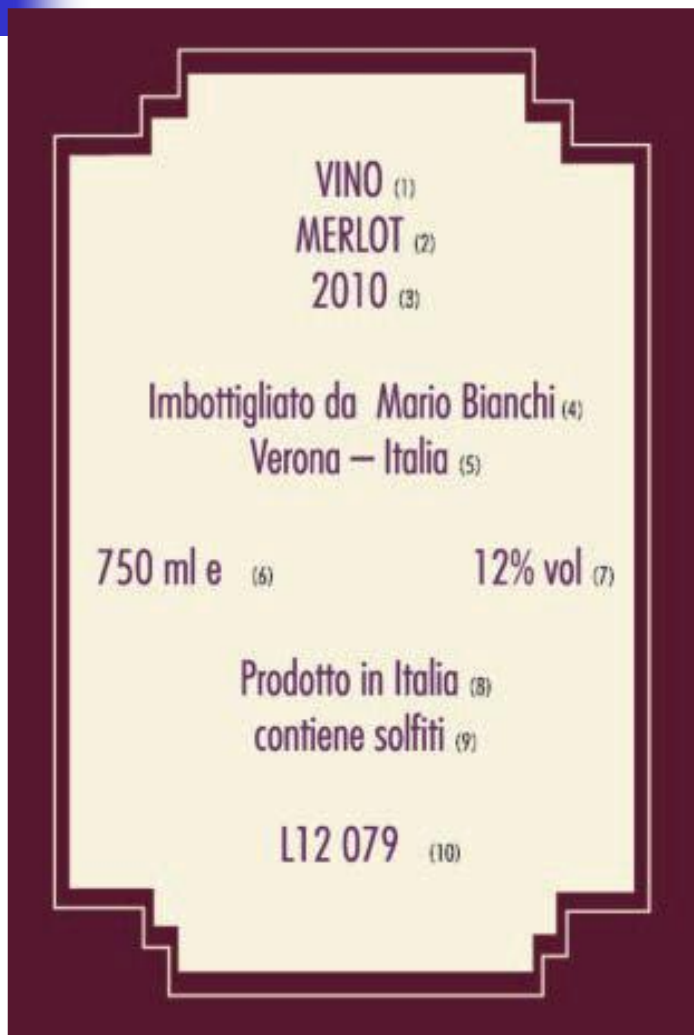 VINO (1)
MERLOT (2)
2010 (3)
Imbottigliato da Mario Bianchi (4)
Verona – Italia (5)
750 ml e (6) 12% vol (7)
Prodotto in Italia (8)
contiene solfiti (9)
L12 079 (10)